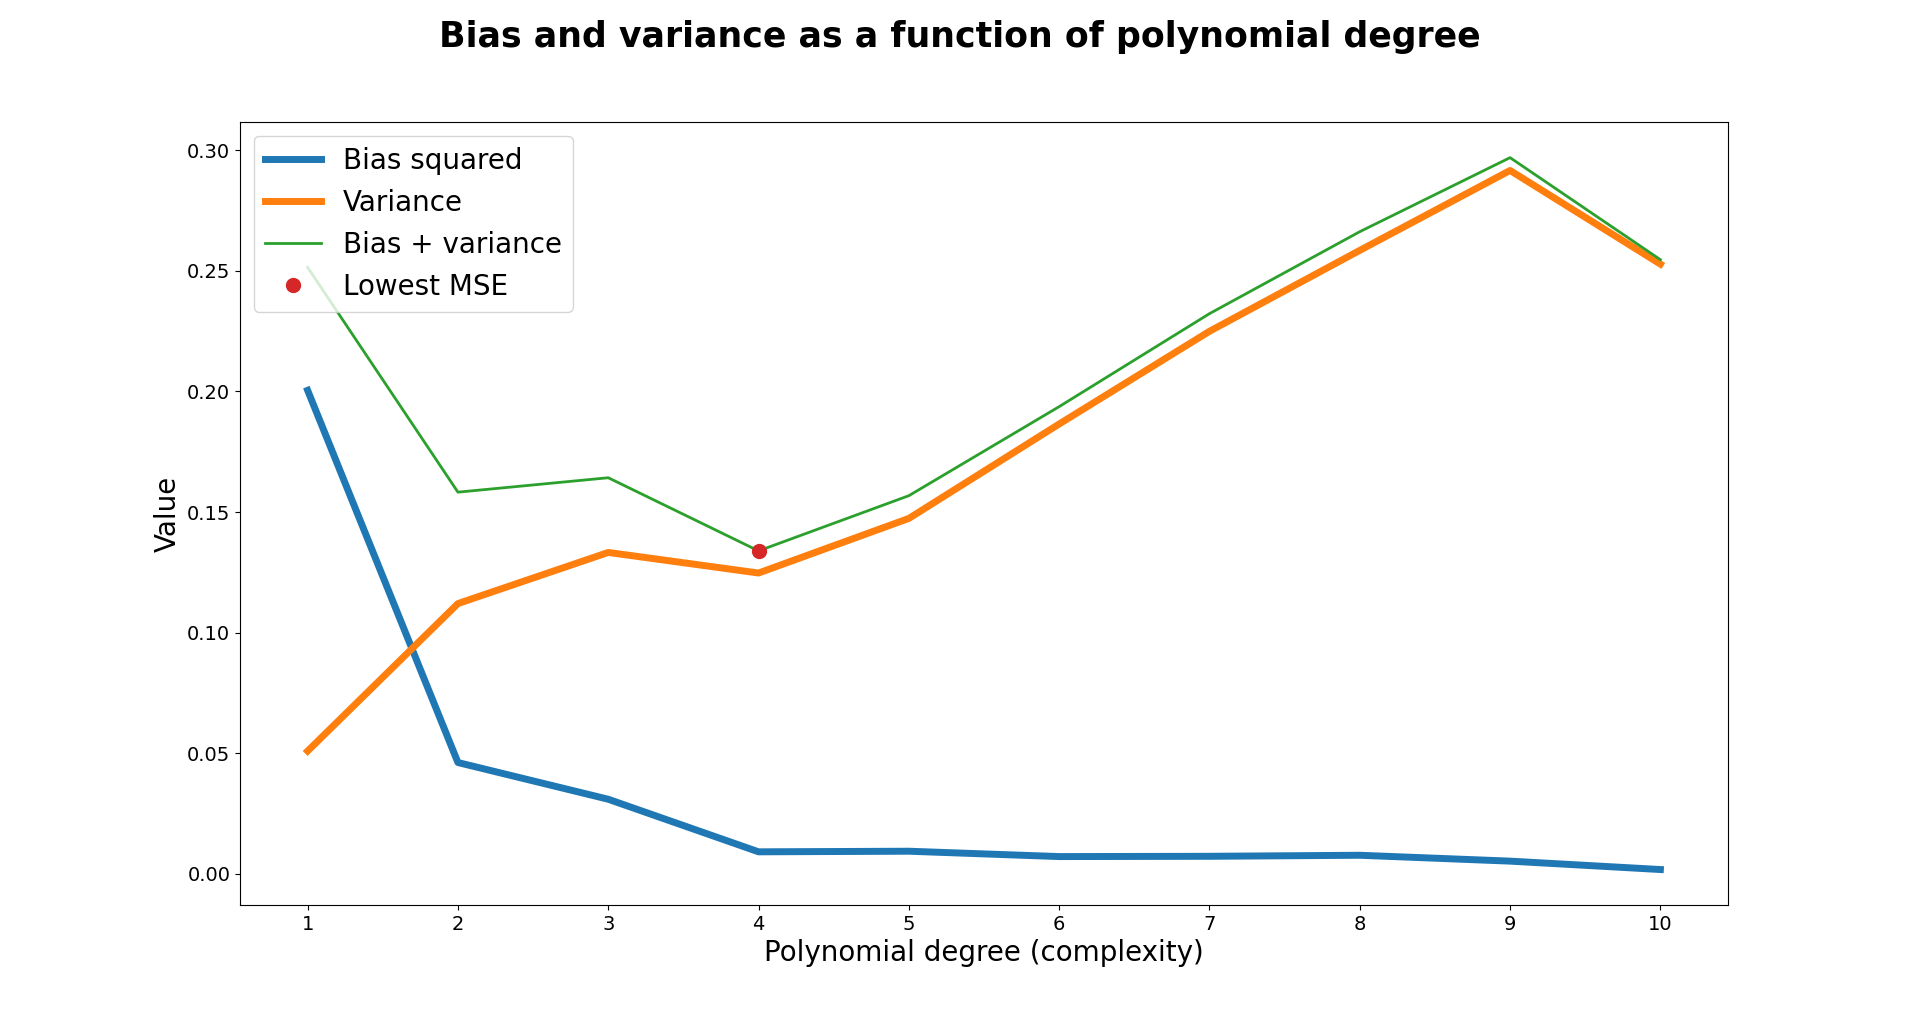 Bias and variance as a function of polynomial degree
Bias squared
Variance
Bias + variance
Lowest MSE
0.30
0.25
0.20
0.15
0.10
0.05
0.00
Value
1 2 3 4 5 6 7 8 9 10
Polynomial degree (complexity)